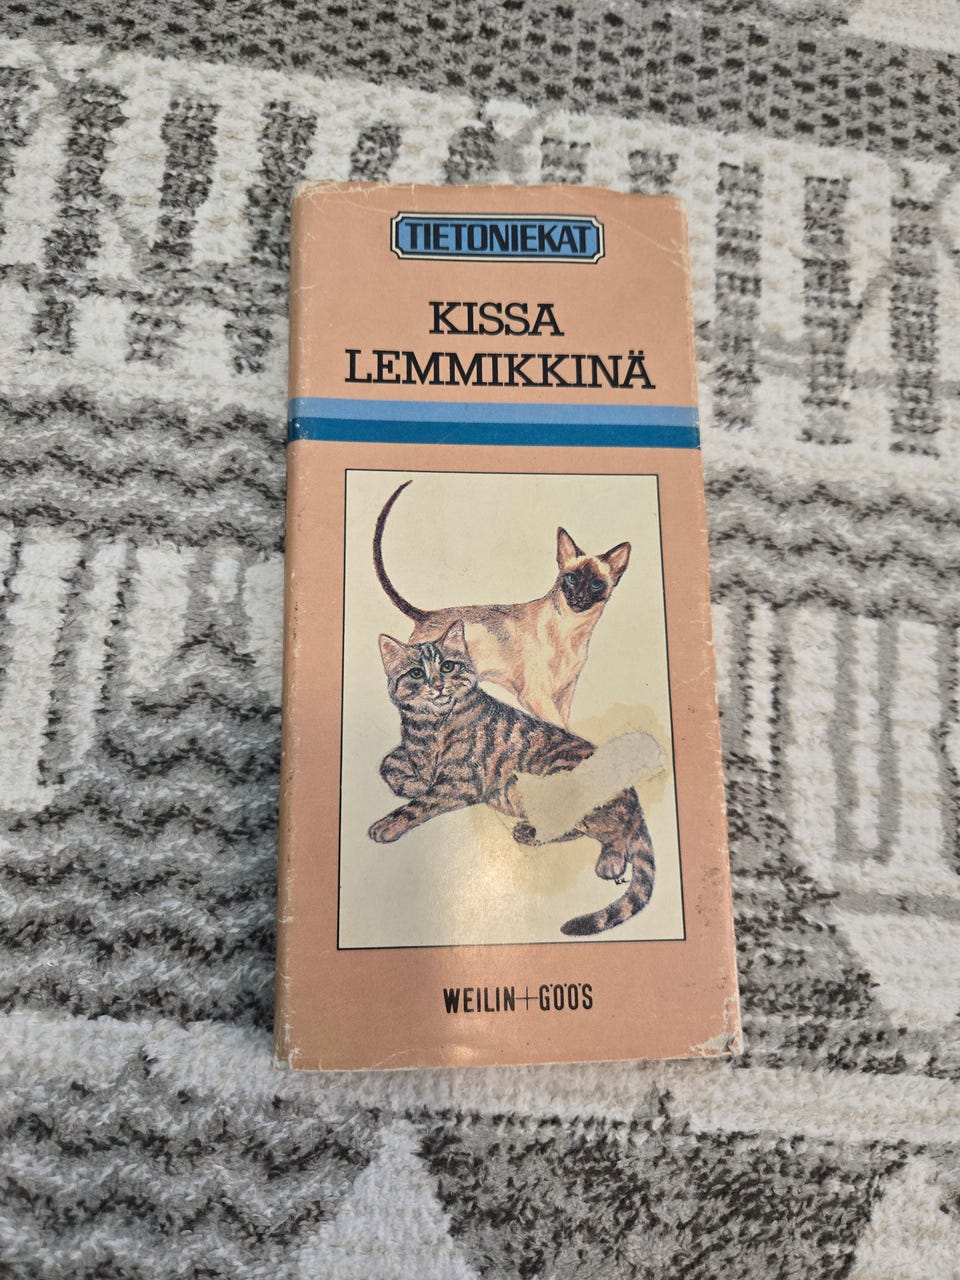 TIETONIEKAT
KISSA
LEMMIKKINÄ
WEILIN+GÖÖS